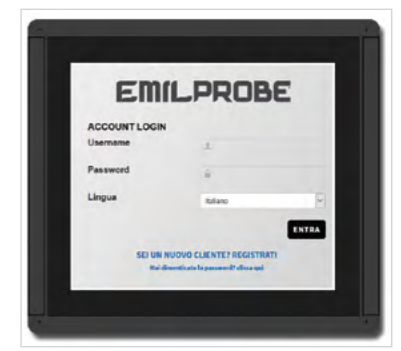 EMILPROBE
ACCOUNT LOGIN
Username
Password
Lingua
Italiano
ENTRA
SEI UN NUOVO CLIENTE? REGISTRATI
Hai dimenticato la password? clicca qui